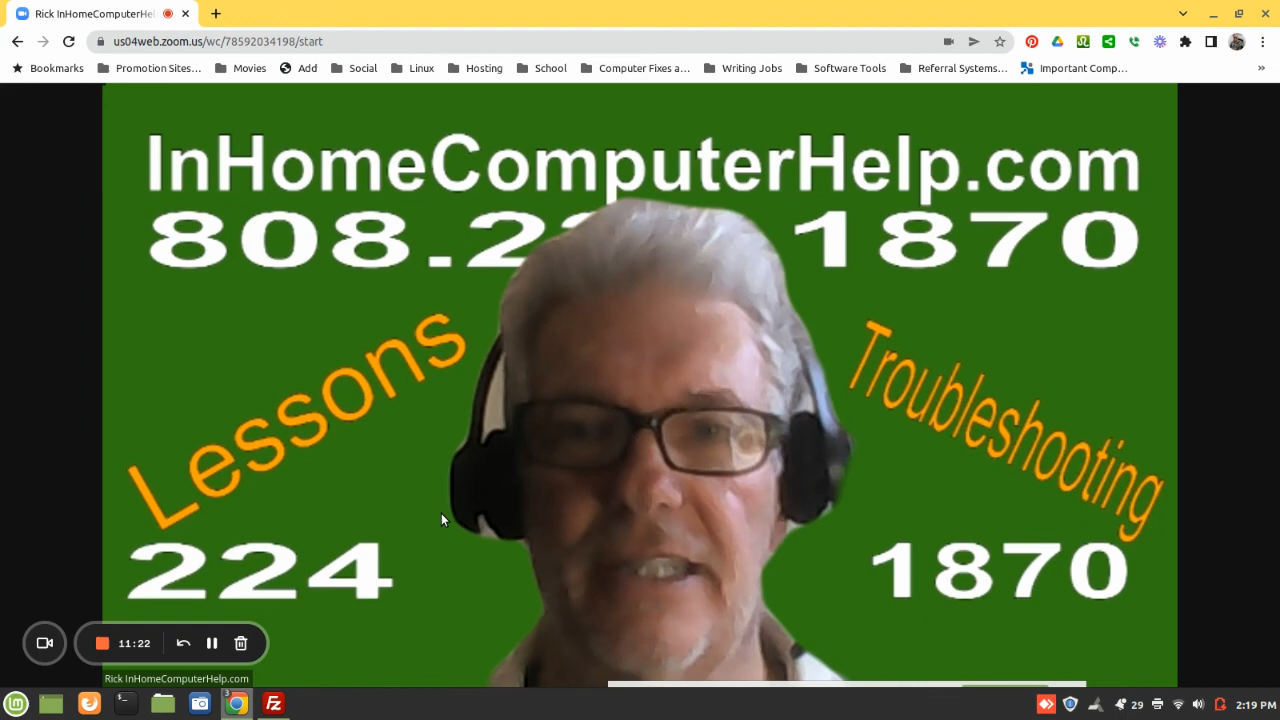 Rick InHomeComputerHel
us04web.zoom.us/wc/78592034198/start
Bookmarks
Promotion Sites...
Movies
Add
Social
Linux
Hosting
School
Computer Fixes a...
Writing Jobs
Software Tools
Referral Systems...
Important Comp...
»
InHomeComputerHelp.com
808.2 1870
Lessons
Troubleshooting
224 1870
11:22
Rick InHomeComputerHelp.com
3
29
2:19 PM